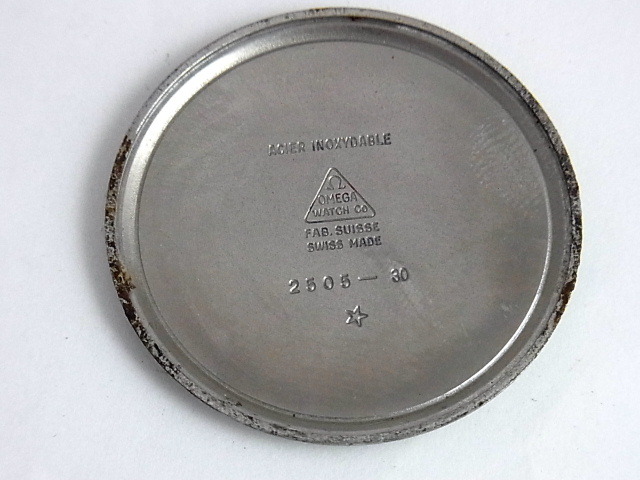 ACIER INOXYDABLE
Ω
OMEGA
WATCH Co
FAB. SUISSE
SWISS MADE
2505 — 30